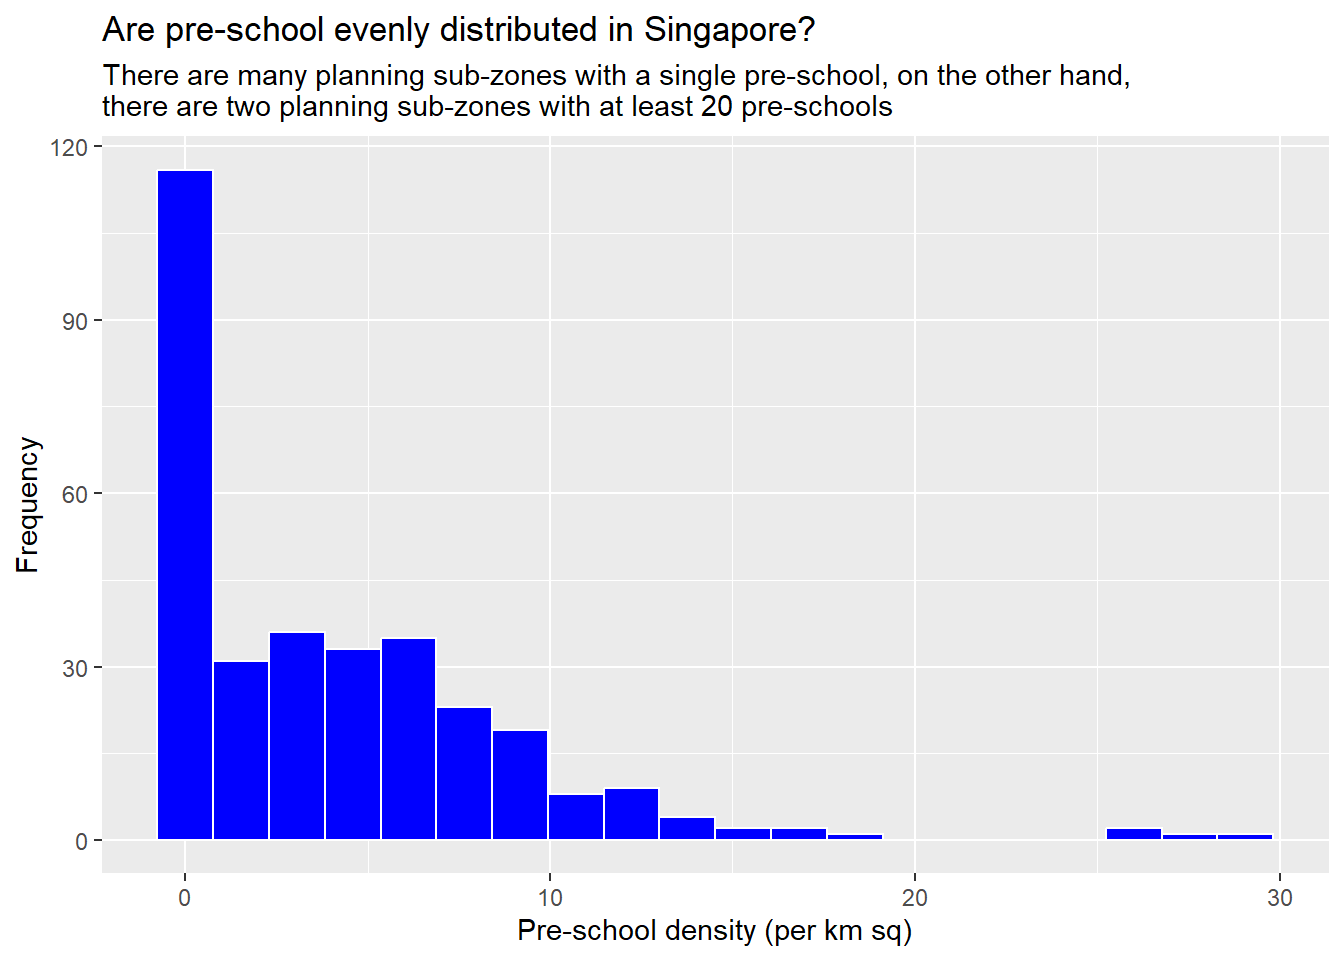 Are pre-school evenly distributed in Singapore?
There are many planning sub-zones with a single pre-school, on the other hand,
there are two planning sub-zones with at least 20 pre-schools
120
90
60
30
0
Frequency
0
10
20
30
Pre-school density (per km sq)